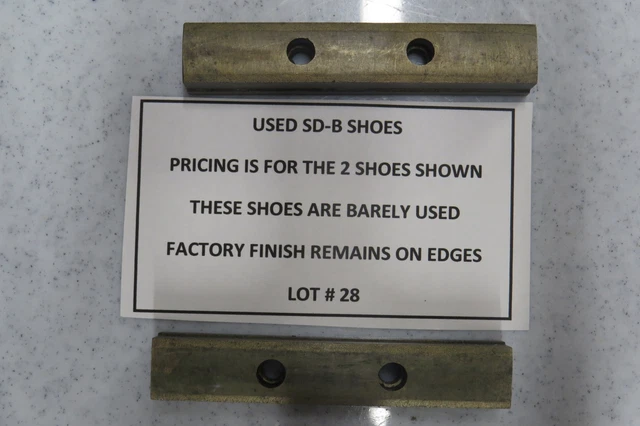 USED SD-B SHOES
PRICING IS FOR THE 2 SHOES SHOWN
THESE SHOES ARE BARELY USED
FACTORY FINISH REMAINS ON EDGES
LOT # 28